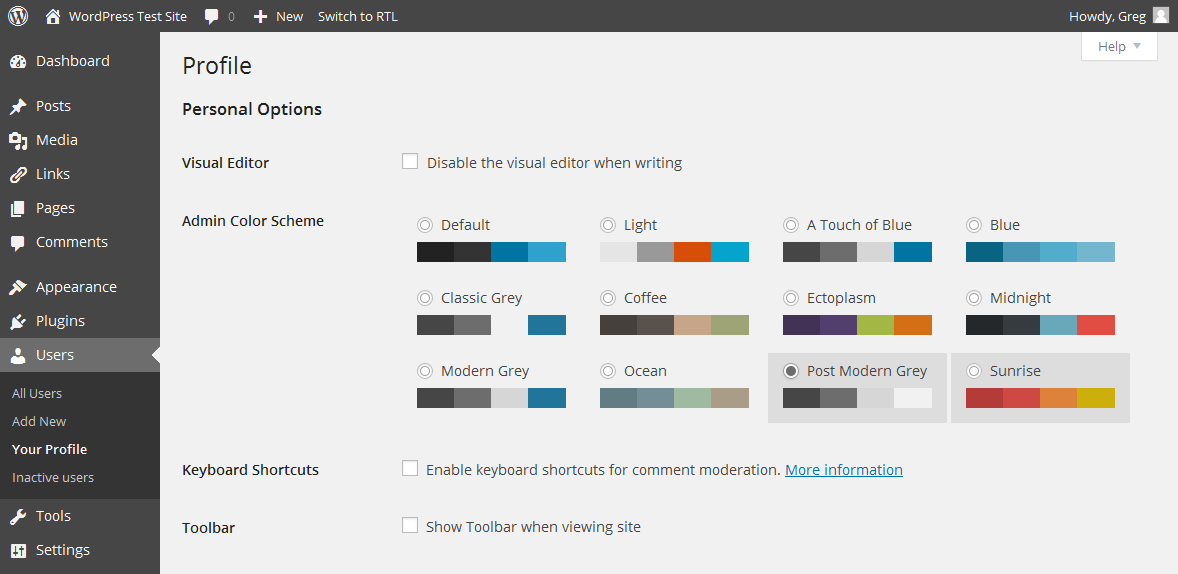 WordPress Test Site 0 New Switch to RTL Howdy, Greg
Help
Dashboard
Posts
Media
Links
Pages
Comments
Appearance
Plugins
Users
All Users
Add New
Your Profile
Inactive users
Tools
Settings
Profile
Personal Options
Visual Editor Disable the visual editor when writing
Admin Color Scheme
Default Light A Touch of Blue Blue
Classic Grey Coffee Ectoplasm Midnight
Modern Grey Ocean Post Modern Grey Sunrise
Keyboard Shortcuts Enable keyboard shortcuts for comment moderation. More information
Toolbar Show Toolbar when viewing site